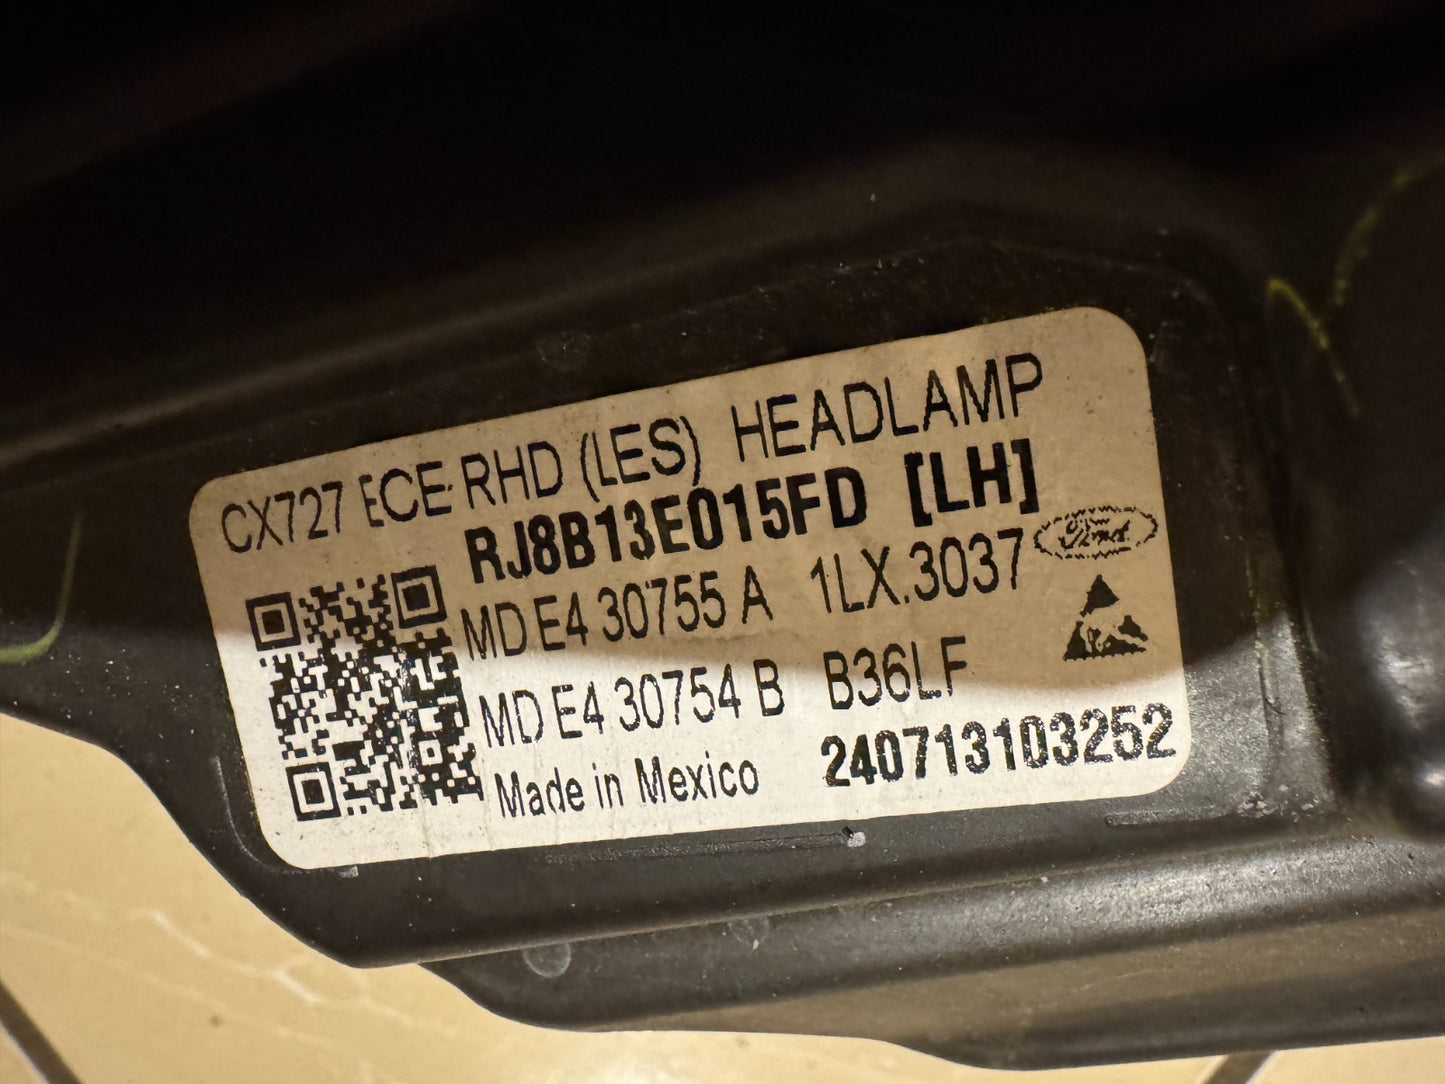 CX727 ECE-RHD (LES) HEADLAMP
RJ8B13E015FD [LH]
MD E4 30755 A 1LX.3037
Ford
MD E4 30754 B B36LF
Made in Mexico 240713103252